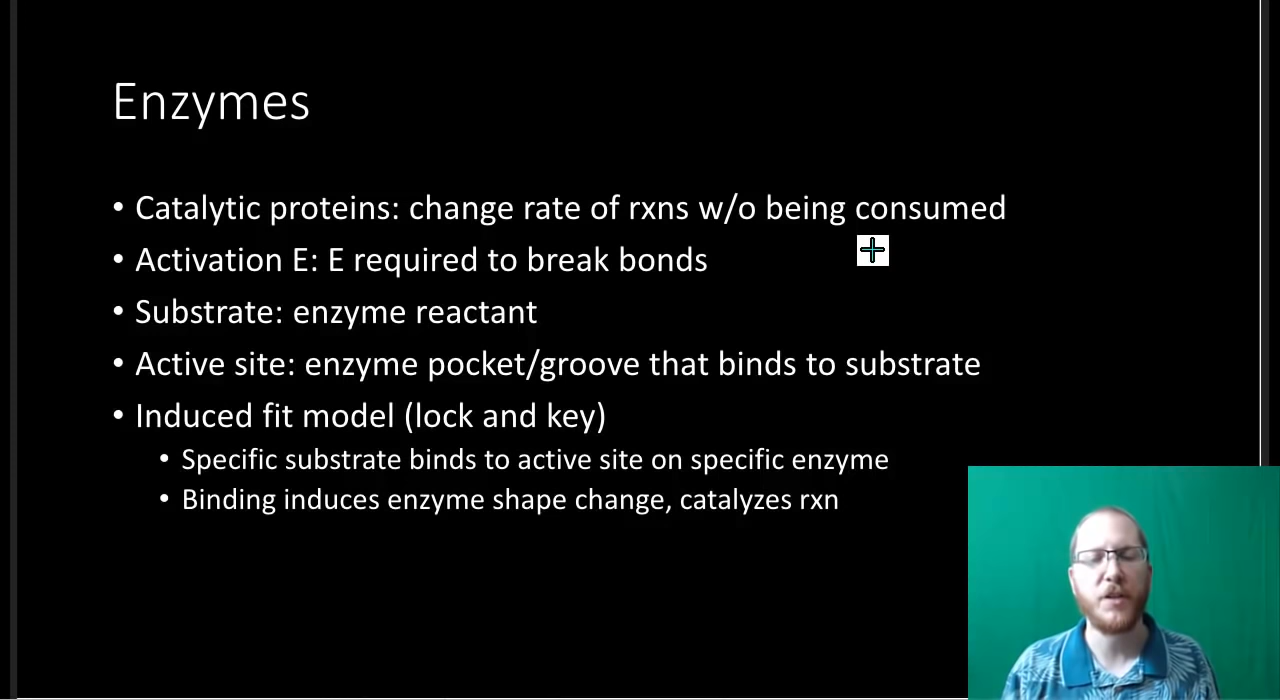 Enzymes
• Catalytic proteins: change rate of rxns w/o being consumed
• Activation E: E required to break bonds
• Substrate: enzyme reactant
• Active site: enzyme pocket/groove that binds to substrate
• Induced fit model (lock and key)
• Specific substrate binds to active site on specific enzyme
• Binding induces enzyme shape change, catalyzes rxn